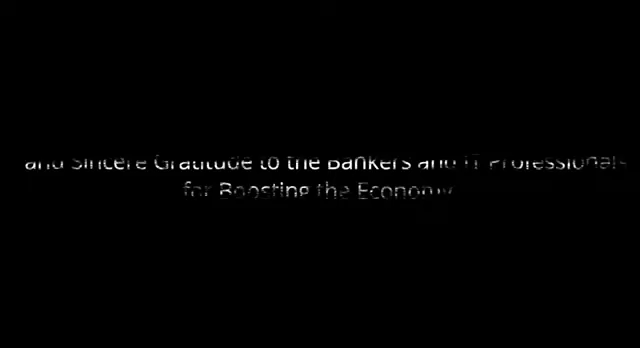 and Sincere Gratitude to the Bankers and IT Professionals
for Boosting the Economy